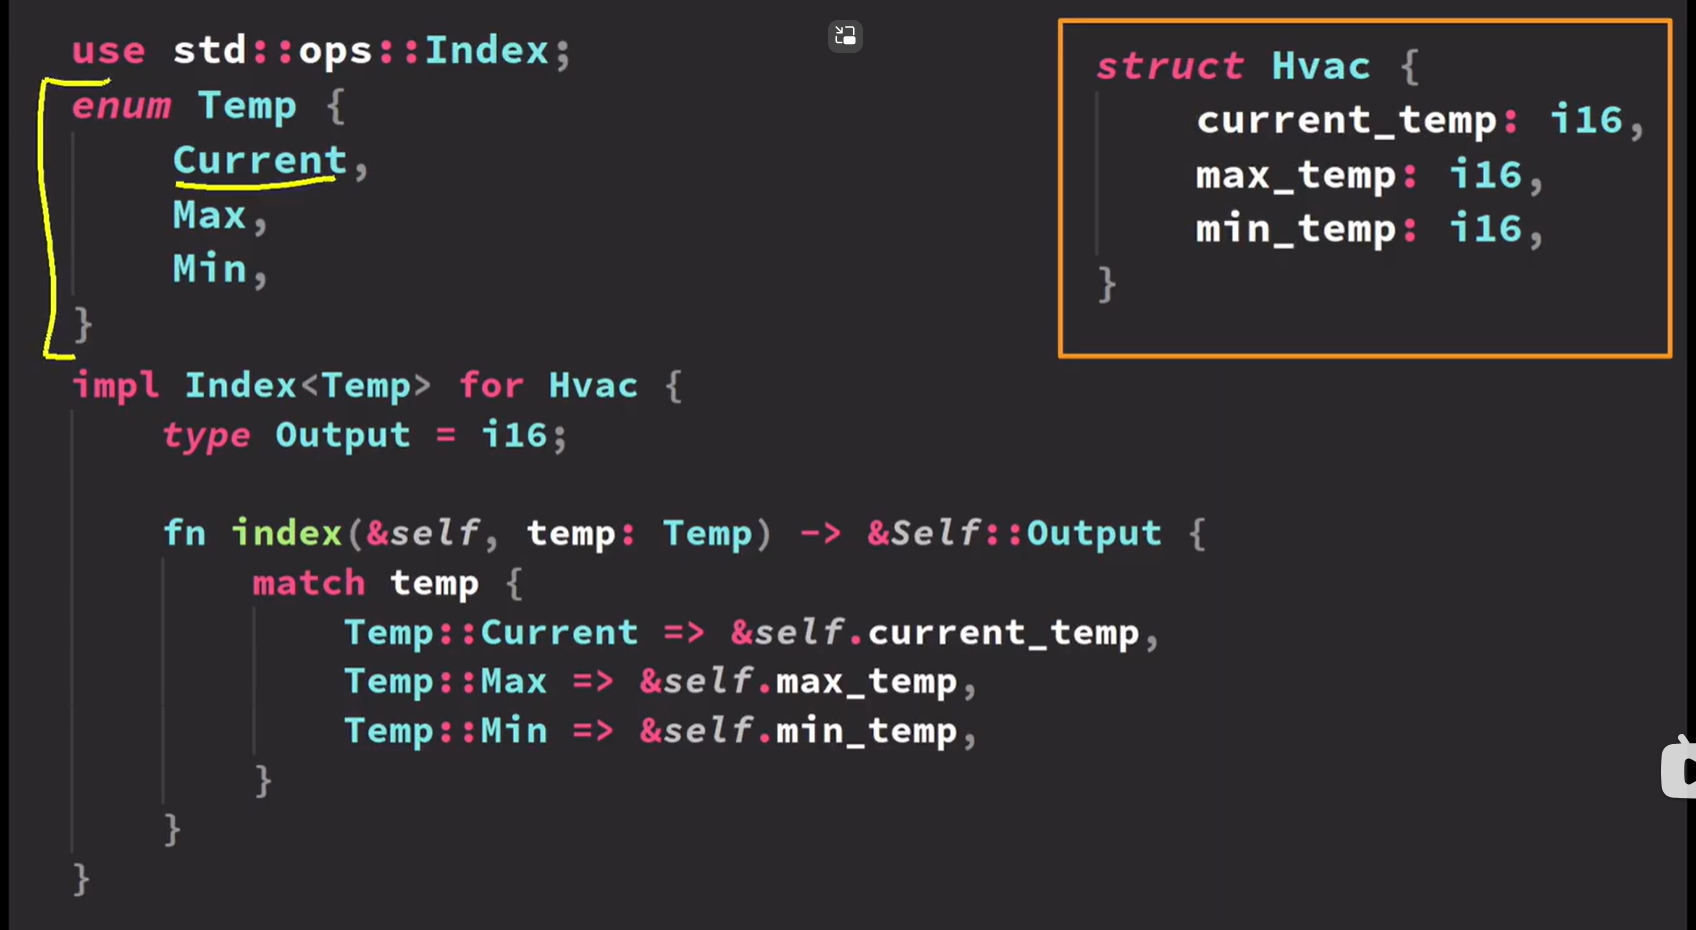 use std::ops::Index;
enum Temp {
    Current,
    Max,
    Min,
}
impl Index<Temp> for Hvac {
    type Output = i16;
    fn index(&self, temp: Temp) -> &Self::Output {
        match temp {
            Temp::Current => &self.current_temp,
            Temp::Max => &self.max_temp,
            Temp::Min => &self.min_temp,
        }
    }
}
struct Hvac {
    current_temp: i16,
    max_temp: i16,
    min_temp: i16,
}